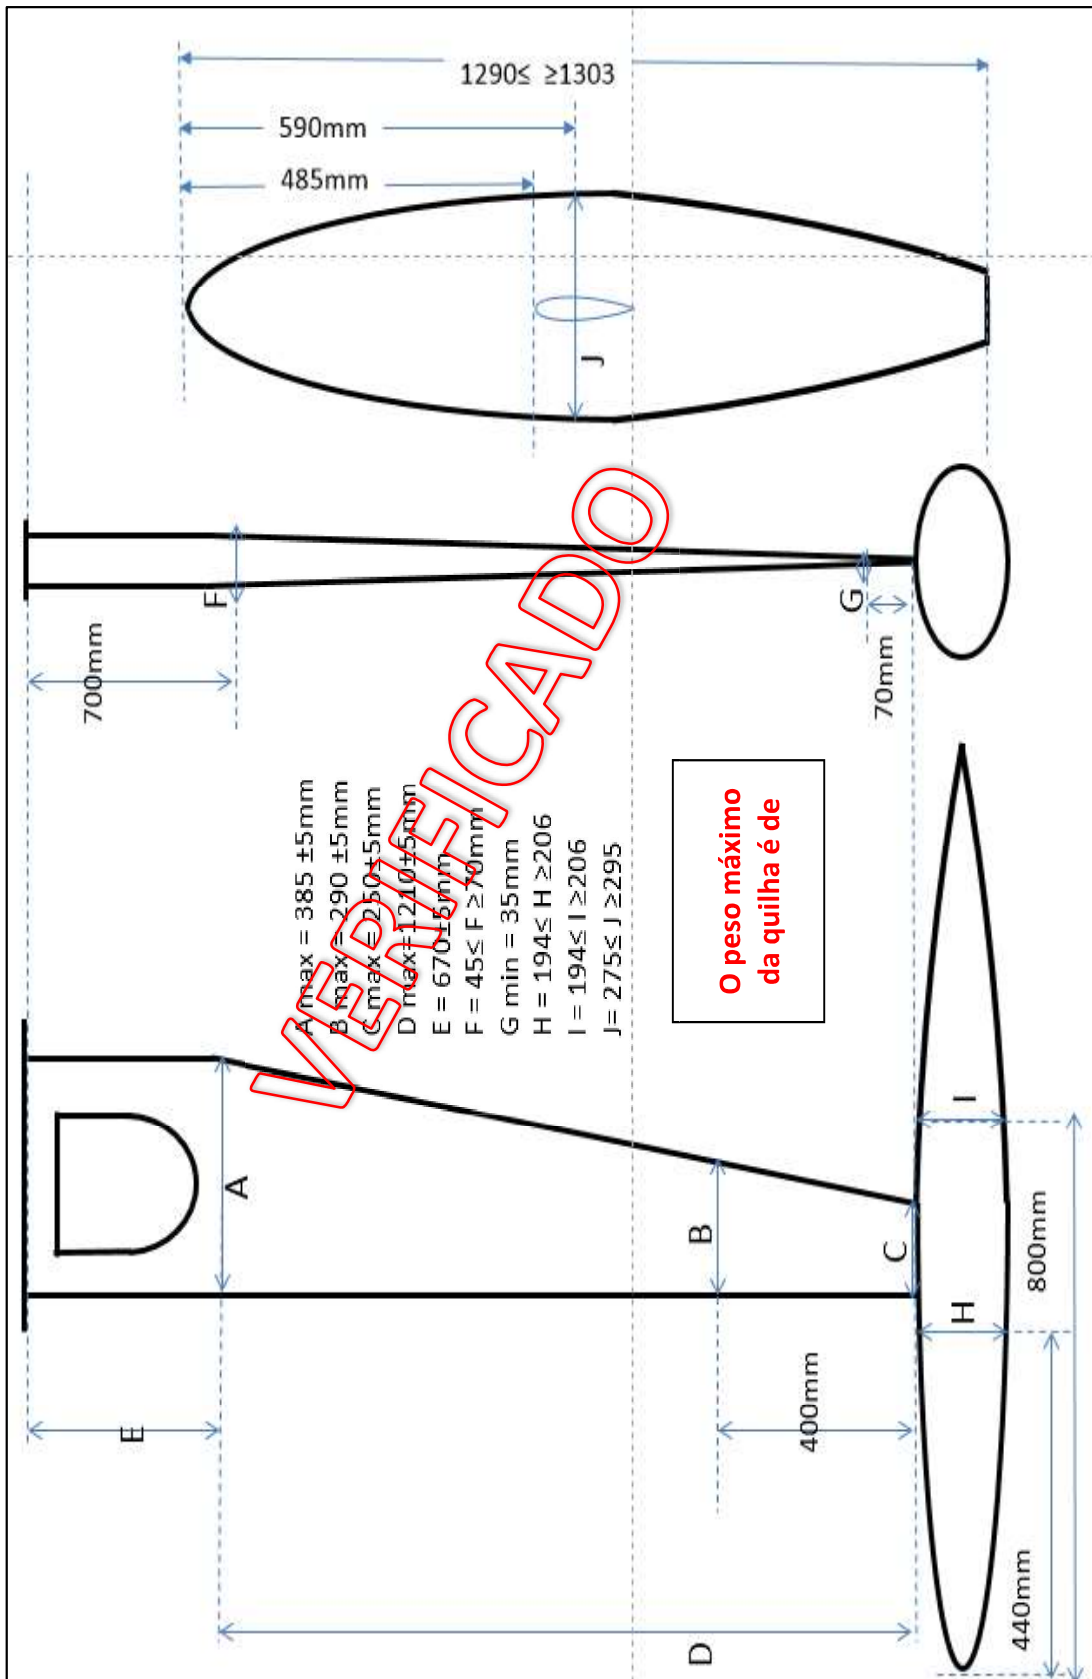 1290≤ ≥1303
590mm
485mm
J
F
G
700mm
70mm
A max = 385 ±5mm
B max = 290 ±5mm
C max = 250±5mm
D max=1210±5mm
E = 670±5mm
F = 45≤ F ≥70mm
G min = 35mm
H = 194≤ H ≥206
I = 194≤ I ≥206
J= 275≤ J ≥295
VERIFICADO
O peso máximo
da quilha é de
A
B
C
I
H
800mm
E
400mm
D
440mm